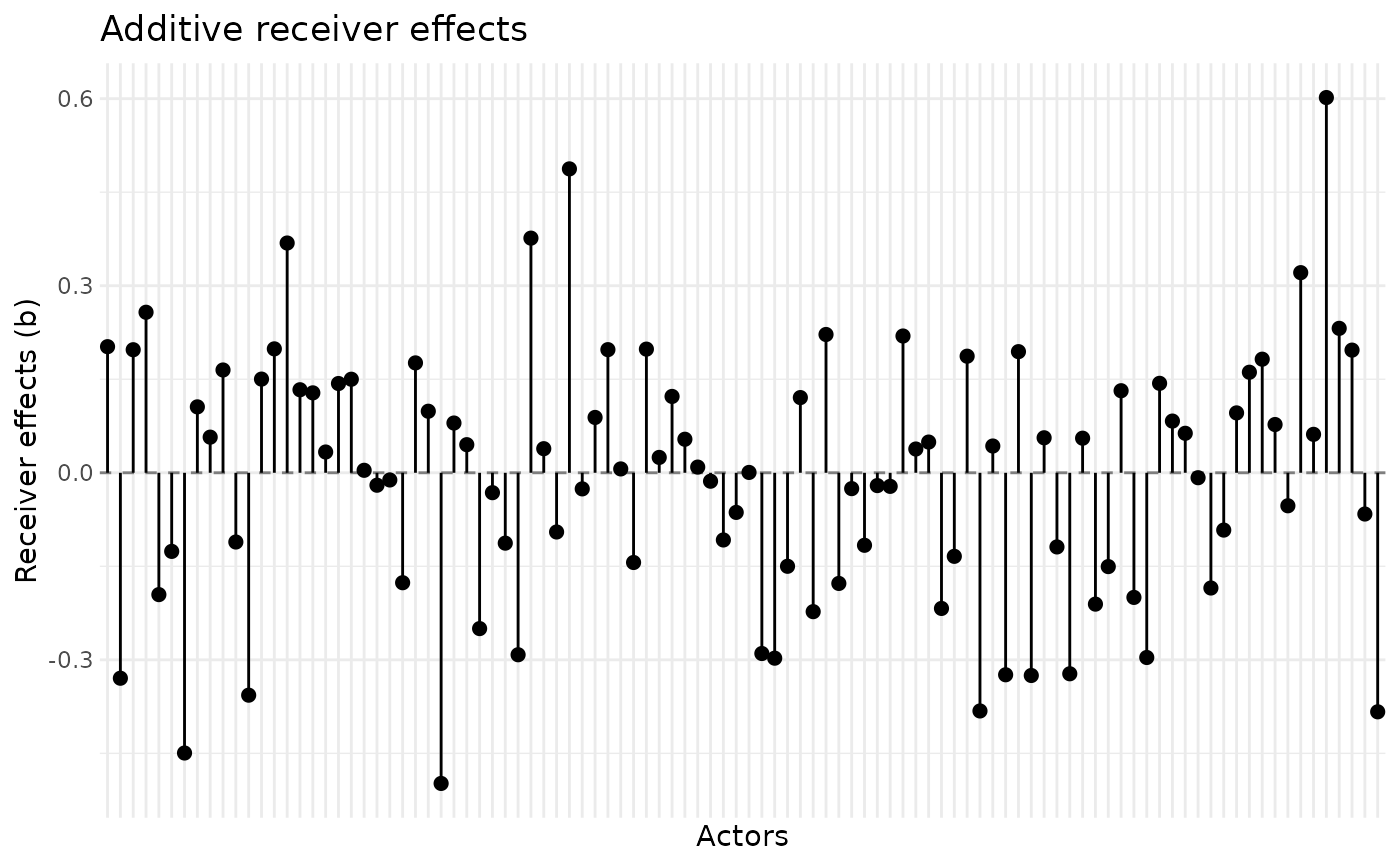 Additive receiver effects
Receiver effects (b)
0.6
0.3
0.0
-0.3
Actors